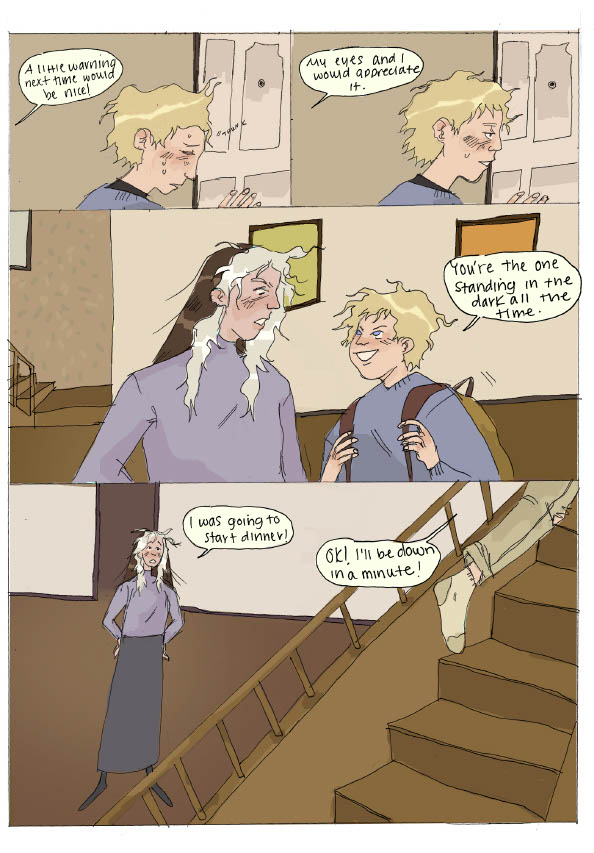 A little warning
next time would
be nice!
squeak
My eyes and I
would appreciate
it.
You're the one
standing in the
dark all the
time.
I was going to
start dinner!
OK! I'll be down
in a minute!